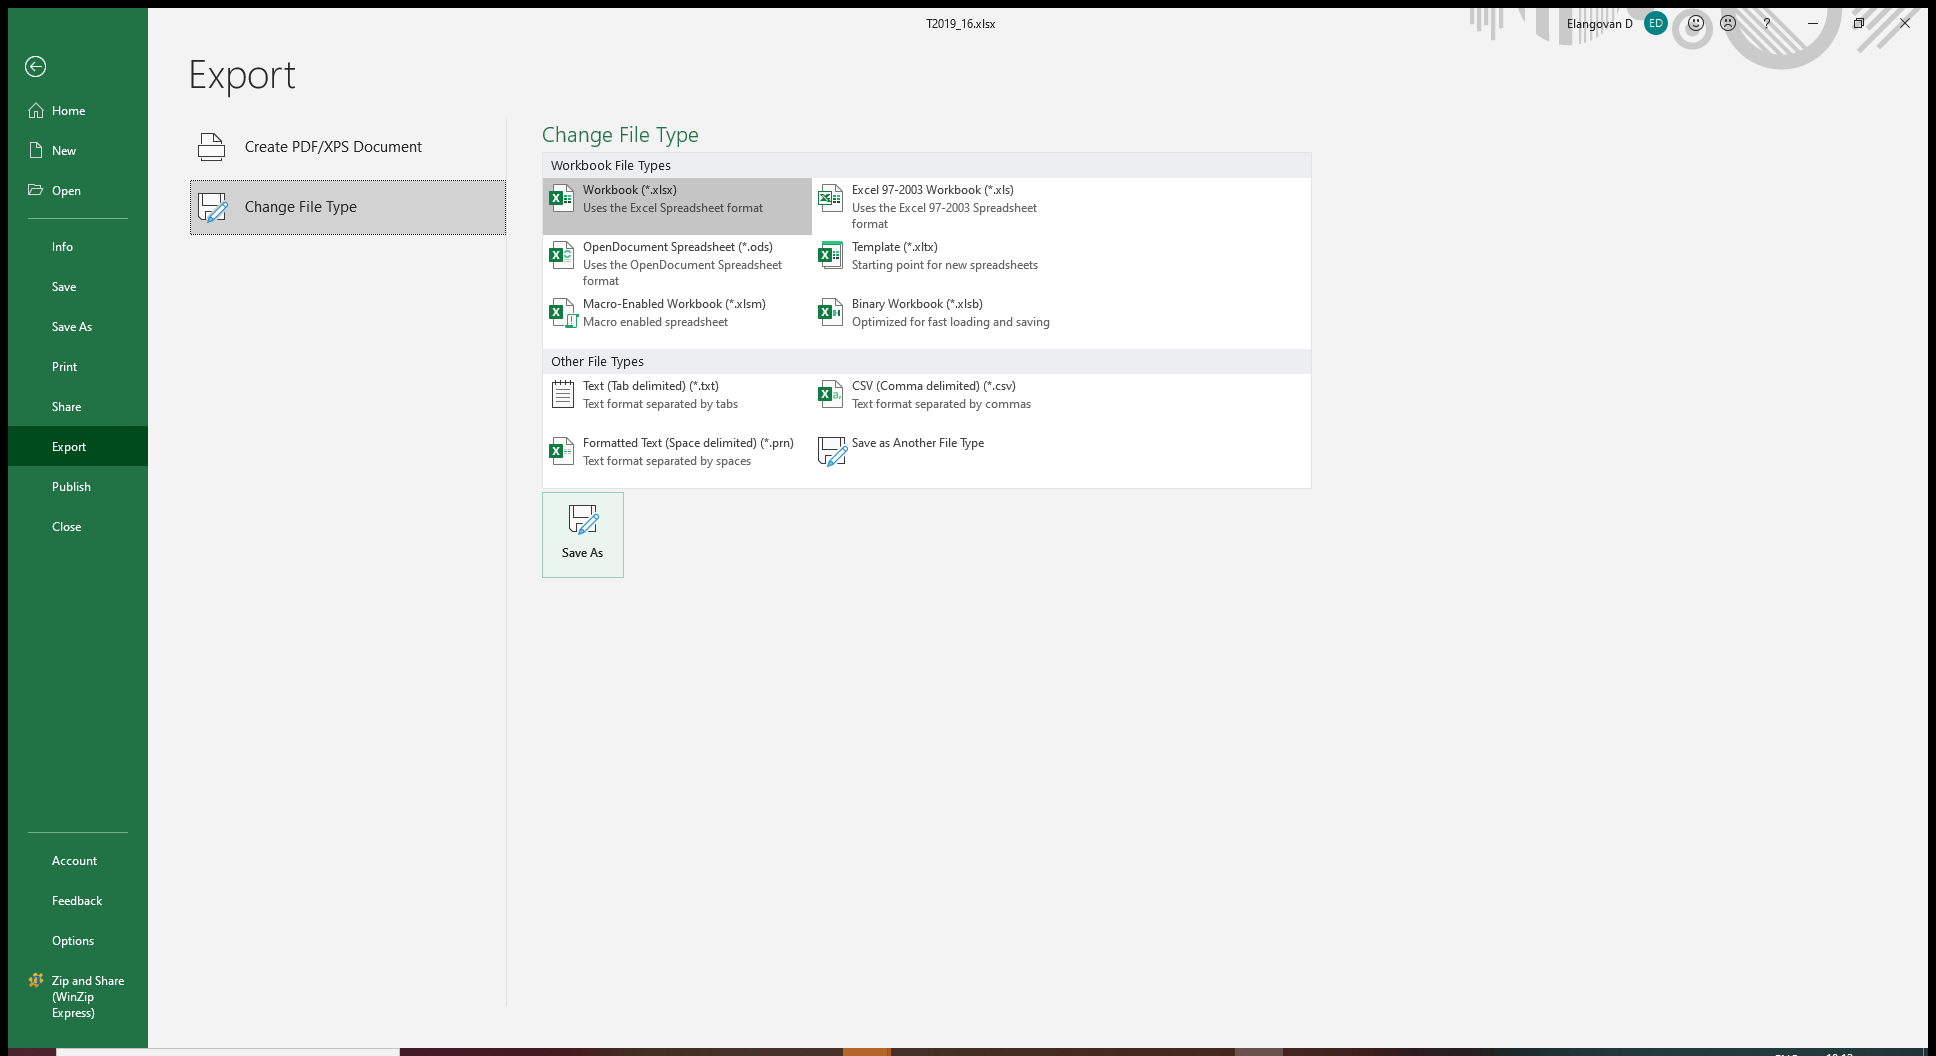 T2019_16.xlsx
Elangovan D
ED
?
Home
New
Open
Info
Save
Save As
Print
Share
Export
Publish
Close
Account
Feedback
Options
Zip and Share
(WinZip
Express)
Export
Create PDF/XPS Document
Change File Type
Change File Type
Workbook File Types
Workbook (*.xlsx)
Uses the Excel Spreadsheet format
Excel 97-2003 Workbook (*.xls)
Uses the Excel 97-2003 Spreadsheet
format
OpenDocument Spreadsheet (*.ods)
Uses the OpenDocument Spreadsheet
format
Template (*.xltx)
Starting point for new spreadsheets
Macro-Enabled Workbook (*.xlsm)
Macro enabled spreadsheet
Binary Workbook (*.xlsb)
Optimized for fast loading and saving
Other File Types
Text (Tab delimited) (*.txt)
Text format separated by tabs
CSV (Comma delimited) (*.csv)
Text format separated by commas
Formatted Text (Space delimited) (*.prn)
Text format separated by spaces
Save as Another File Type
Save As